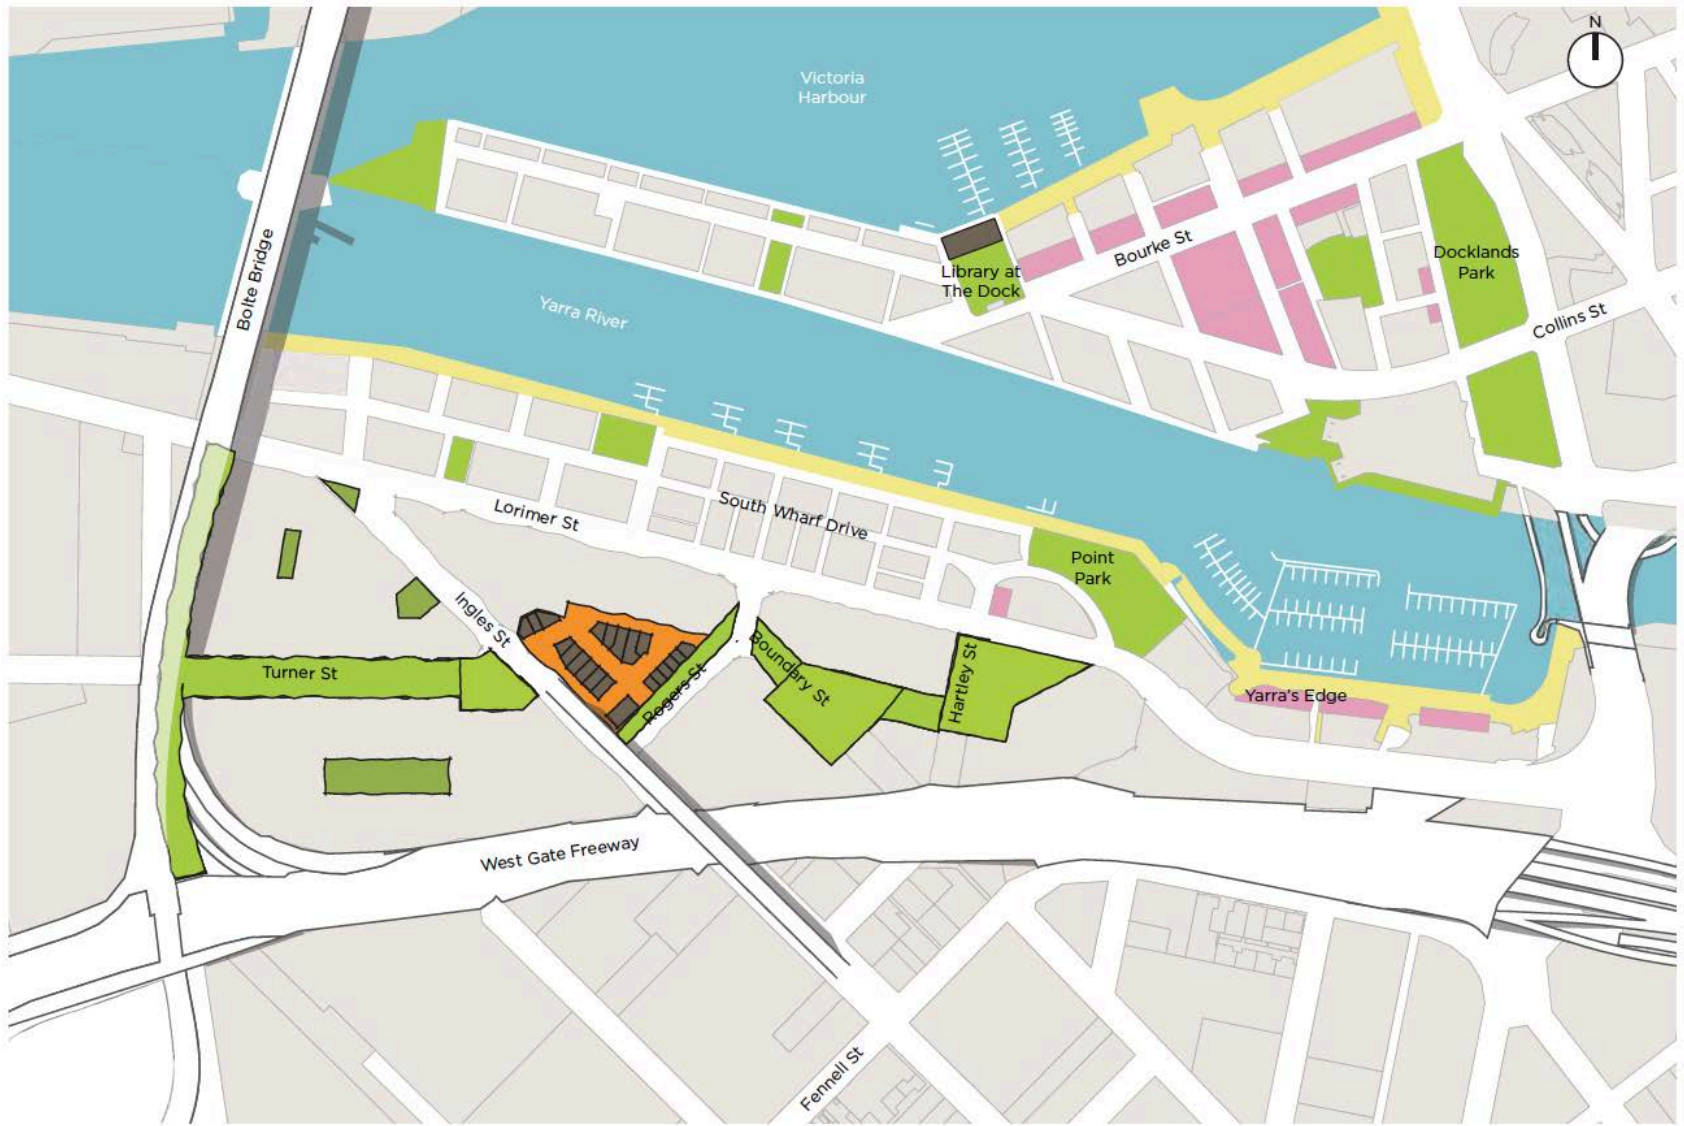 N
Victoria
Harbour
Bolte Bridge
Bourke St
Docklands
Park
Library at
The Dock
Yarra River
Collins St
Lorimer St
South Wharf Drive
Point
Park
Ingles St
Turner St
Rogers St
Boundary St
Hartley St
Yarra's Edge
West Gate Freeway
Fennell St